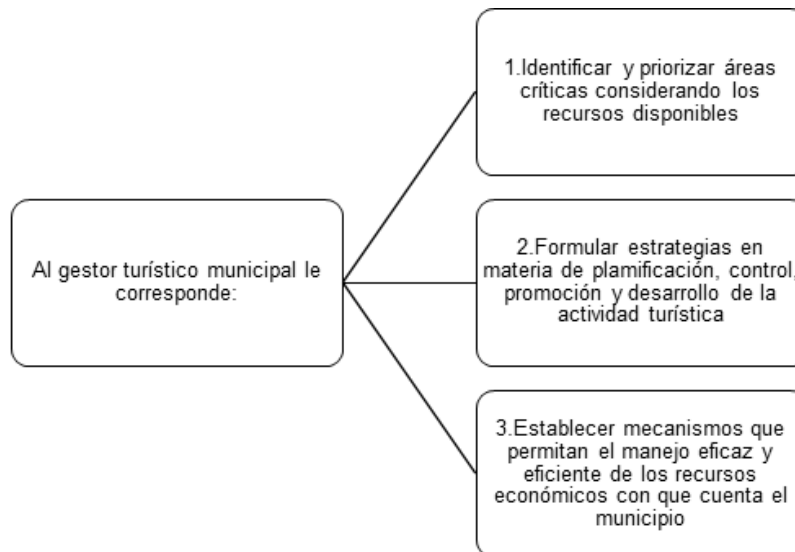 Al gestor turístico municipal le
corresponde:
1.Identificar y priorizar áreas
críticas considerando los
recursos disponibles
2.Formular estrategias en
materia de plamificación, control,
promoción y desarrollo de la
actividad turística
3.Establecer mecanismos que
permitan el manejo eficaz y
eficiente de los recursos
económicos con que cuenta el
municipio